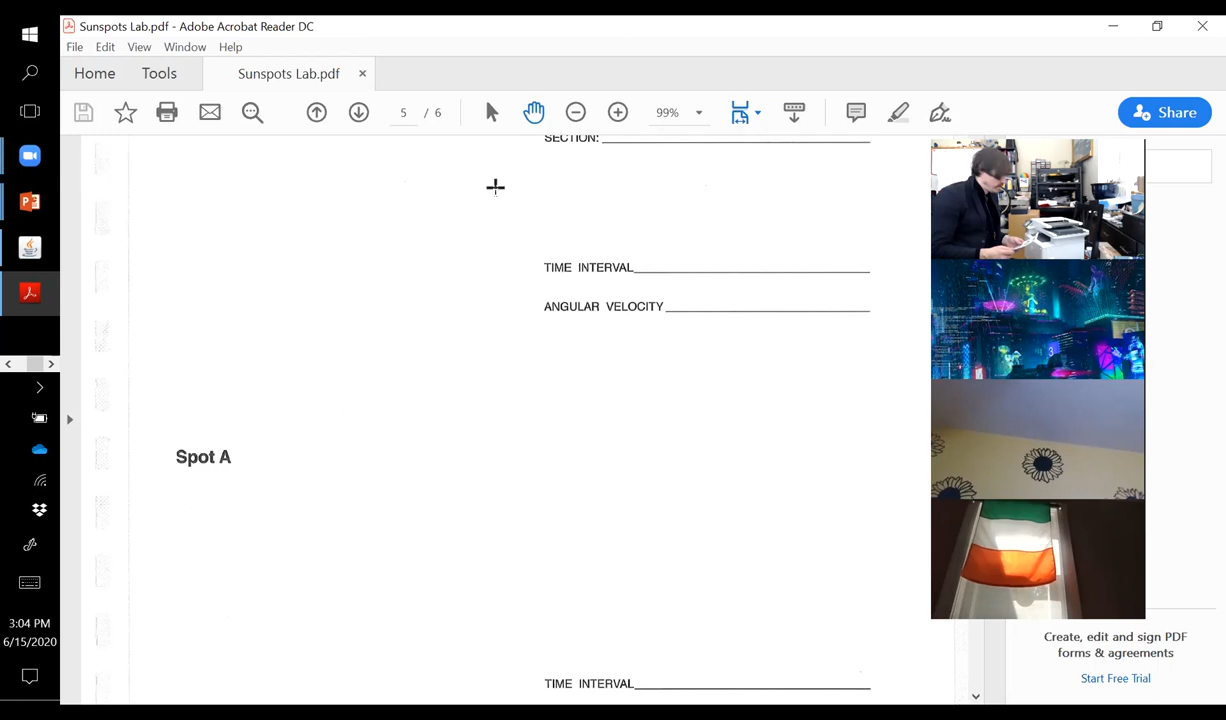 Sunspots Lab.pdf - Adobe Acrobat Reader DC
File Edit View Window Help
Home Tools Sunspots Lab.pdf ×
5 / 6 99% Share
SECTION:
TIME INTERVAL
ANGULAR VELOCITY
Spot A
TIME INTERVAL
Create, edit and sign PDF
forms & agreements
Start Free Trial
3:04 PM
6/15/2020